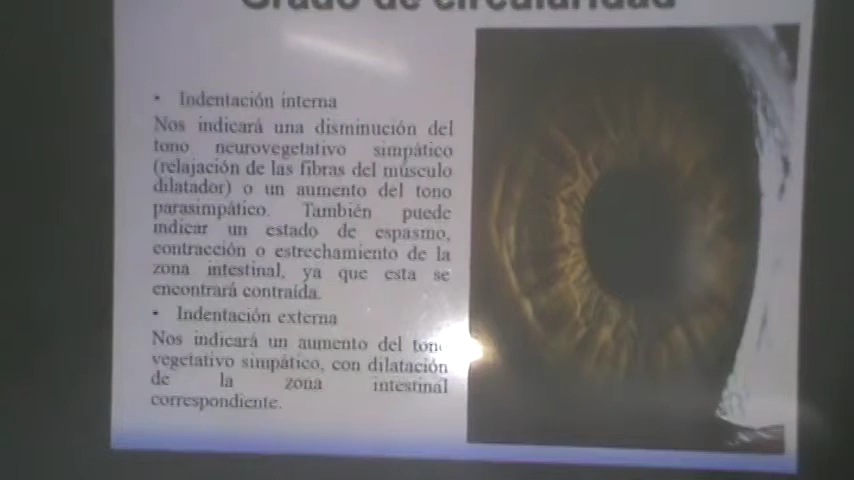 Grado de circularidad
• Indentación interna
Nos indicará una disminución del
tono neurovegetativo simpático
(relajación de las fibras del músculo
dilatador) o un aumento del tono
parasimpático. También puede
indicar un estado de espasmo,
contracción o estrechamiento de la
zona intestinal, ya que esta se
encontrará contraída.
• Indentación externa
Nos indicará un aumento del tono
vegetativo simpático, con dilatación
de la zona intestinal
correspondiente.